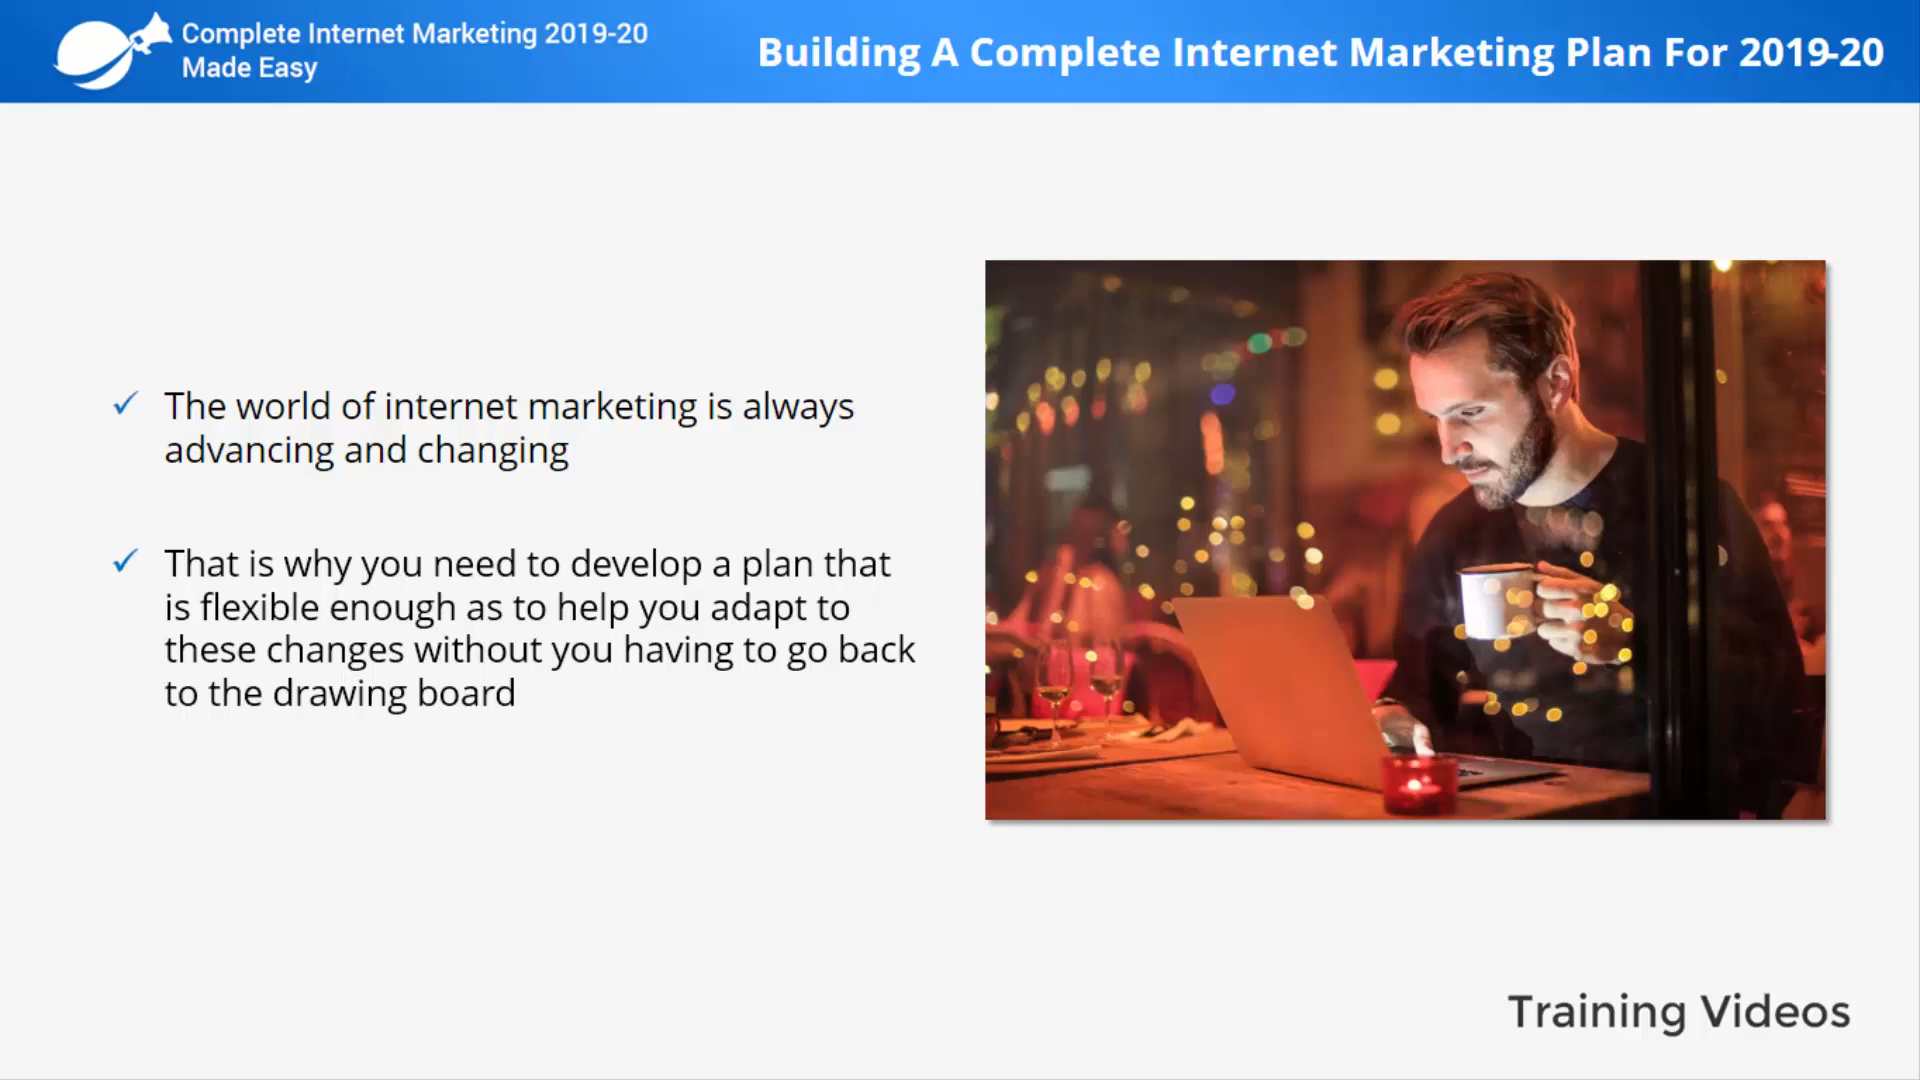 Complete Internet Marketing 2019-20
Made Easy
Building A Complete Internet Marketing Plan For 2019-20
✓ The world of internet marketing is always
advancing and changing
✓ That is why you need to develop a plan that
is flexible enough as to help you adapt to
these changes without you having to go back
to the drawing board
Training Videos